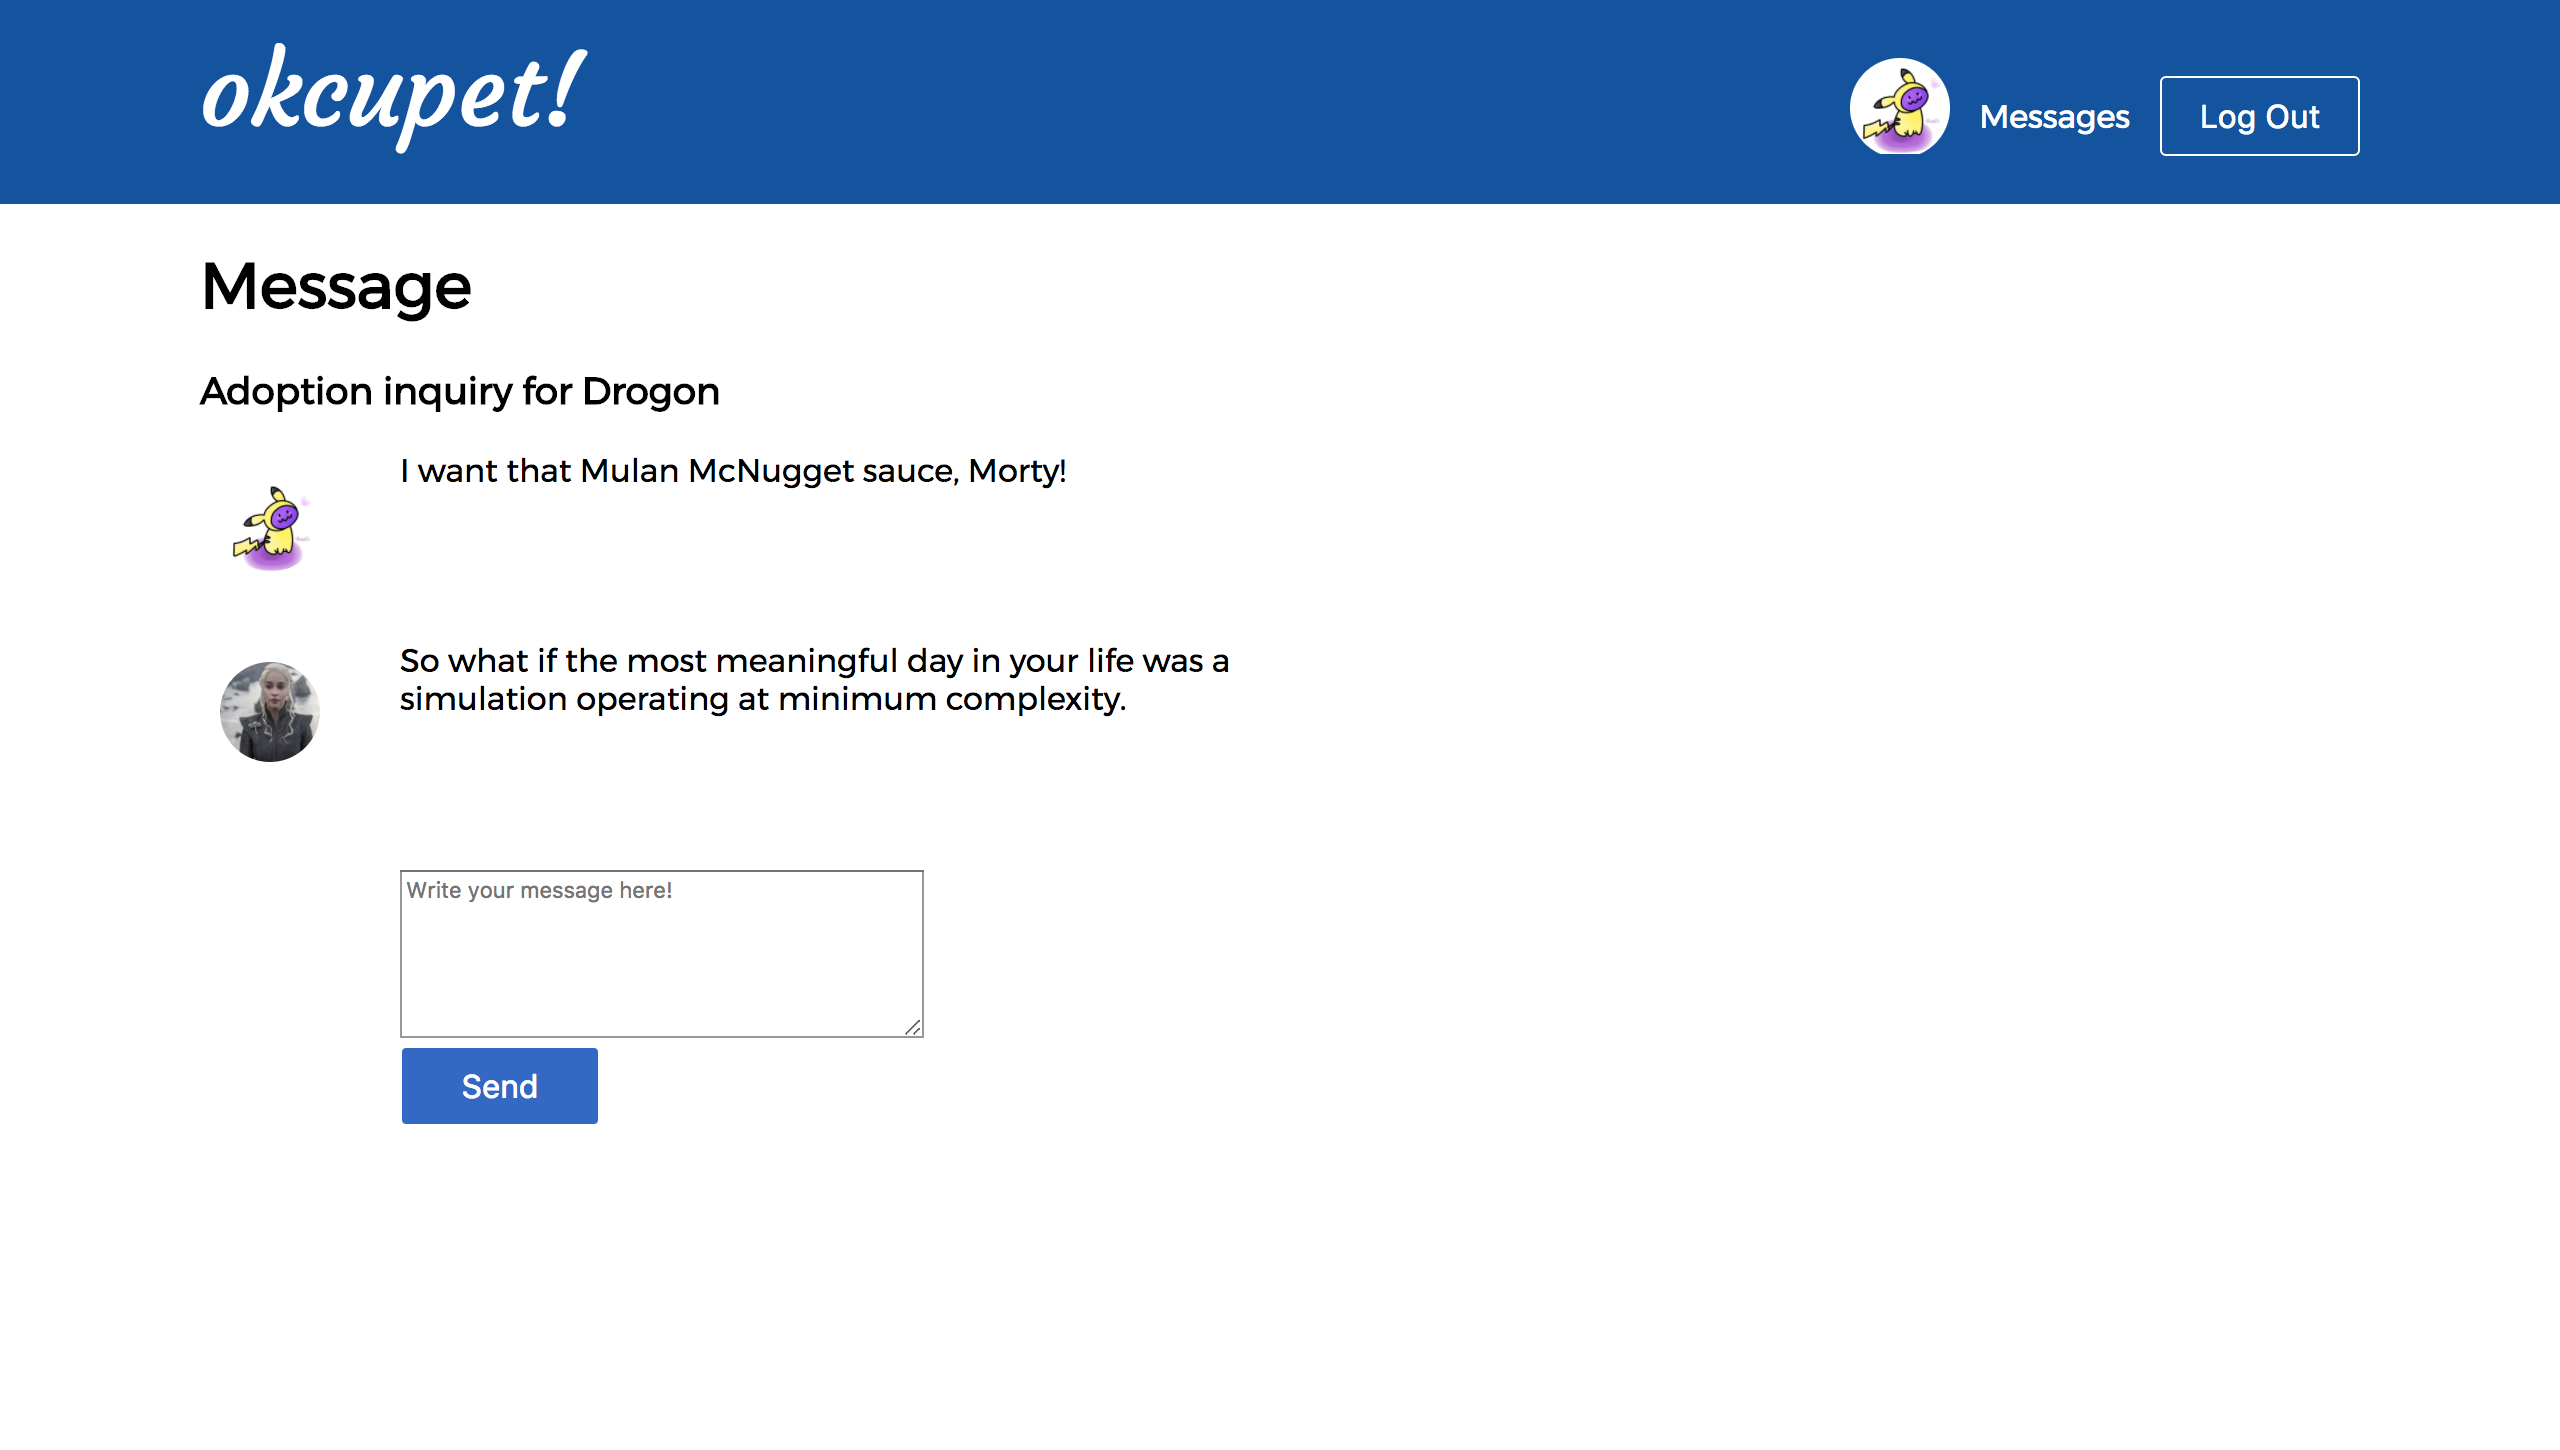 okcupet!
Messages
Log Out
Message
Adoption inquiry for Drogon
I want that Mulan McNugget sauce, Morty!
So what if the most meaningful day in your life was a
simulation operating at minimum complexity.
Write your message here!
Send